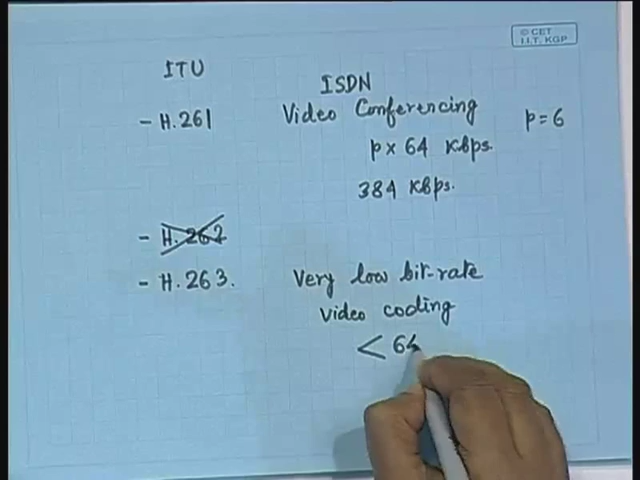 © CET
I.I.T. KGP
ITU
ISDN
- H.261 Video Conferencing p=6
p x 64 KBps.
384 KBps.
- H.262
- H.263. Very low bit-rate
video coding
< 64